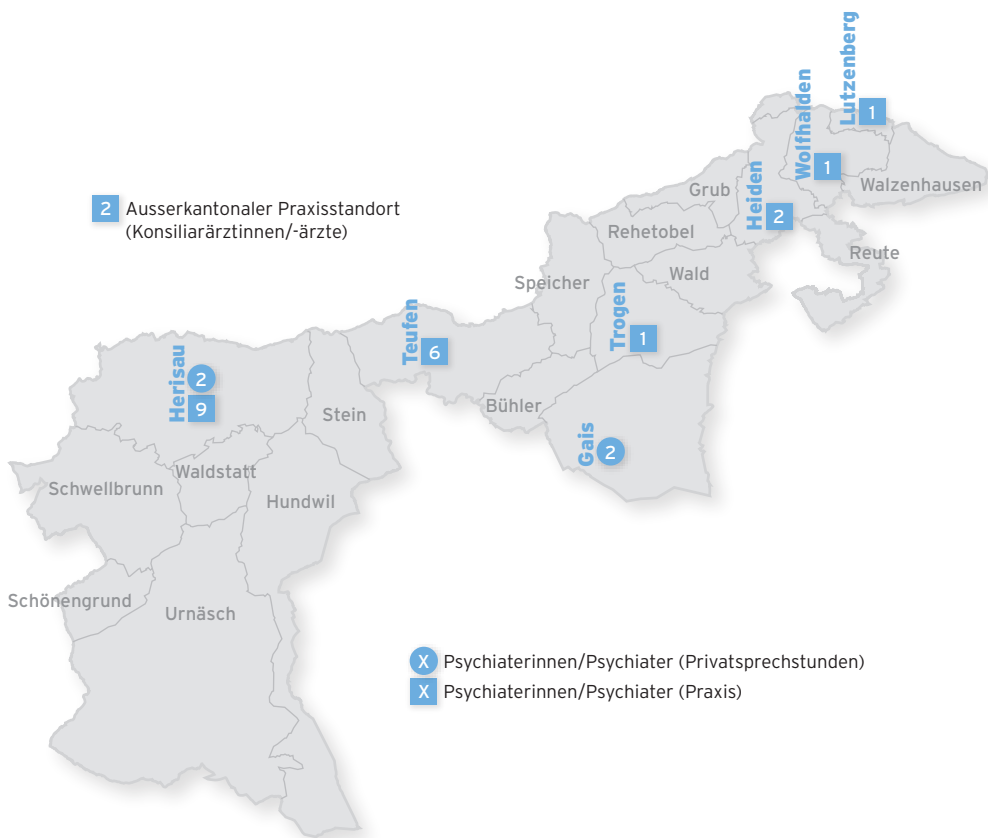 Lutzenberg
1
Wolfhalden
1
Walzenhausen
Grub
Heiden
2
2 Ausserkantonaler Praxisstandort
(Konsiliarärztinnen/-ärzte)
Rehetobel
Reute
Speicher
Wald
Trogen
1
Teufen
6
Herisau
2
9
Stein
Bühler
Gais
2
Waldstatt
Schwellbrunn
Hundwil
Schönengrund
Urnäsch
X Psychiaterinnen/Psychiater (Privatsprechstunden)
X Psychiaterinnen/Psychiater (Praxis)